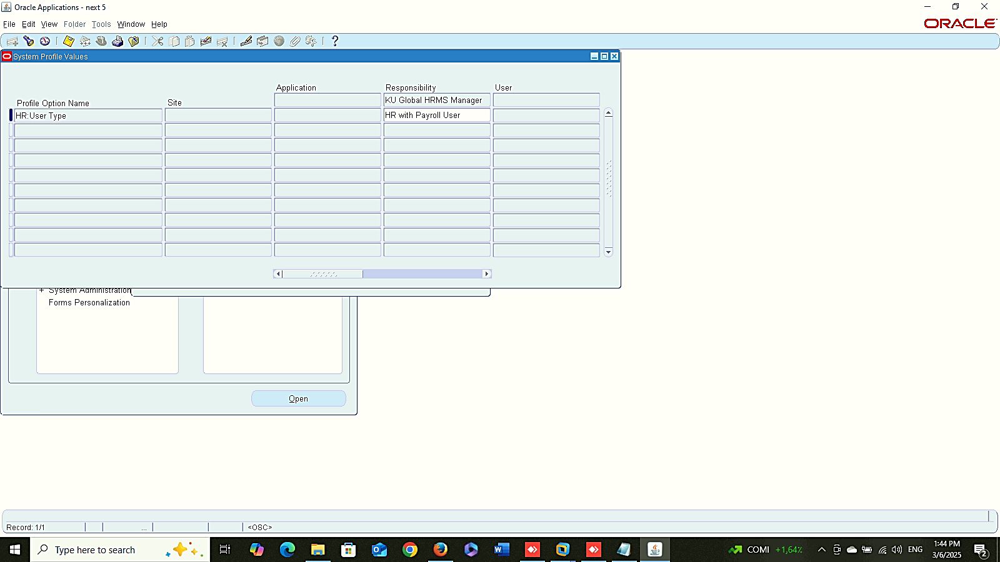 Oracle Applications - next 5
File Edit View Folder Tools Window Help
ORACLE
System Profile Values
Application Responsibility User
Profile Option Name Site KU Global HRMS Manager
HR:User Type HR with Payroll User
+ System Administration
Forms Personalization
Open
Record: 1/1 ... <OSC>
Type here to search
COMI +1,64%
ENG
1:44 PM
3/6/2025
2